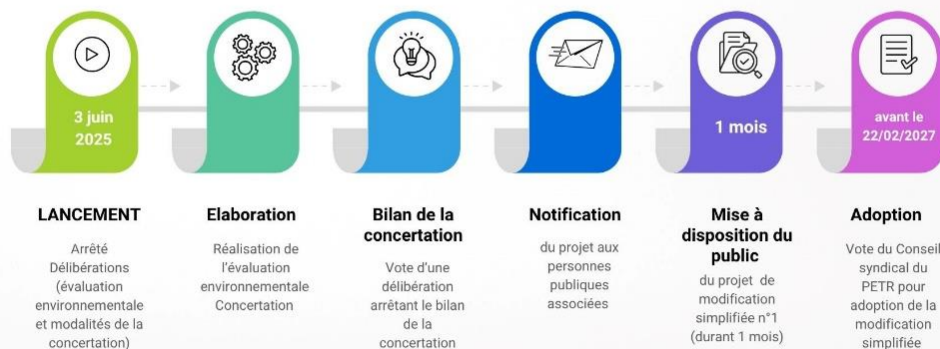 3 juin
2025
1 mois
avant le
22/02/2027
LANCEMENT
Arrêté
Délibérations
(évaluation
environnementale
et modalités de la
concertation)
Elaboration
Réalisation de
l'évaluation
environnementale
Concertation
Bilan de la
concertation
Vote d'une
délibération
arrêtant le bilan
de la
concertation
Notification
du projet aux
personnes
publiques
associées
Mise à
disposition du
public
du projet de
modification
simplifiée n°1
(durant 1 mois)
Adoption
Vote du Conseil
syndical du
PETR pour
adoption de la
modification
simplifiée